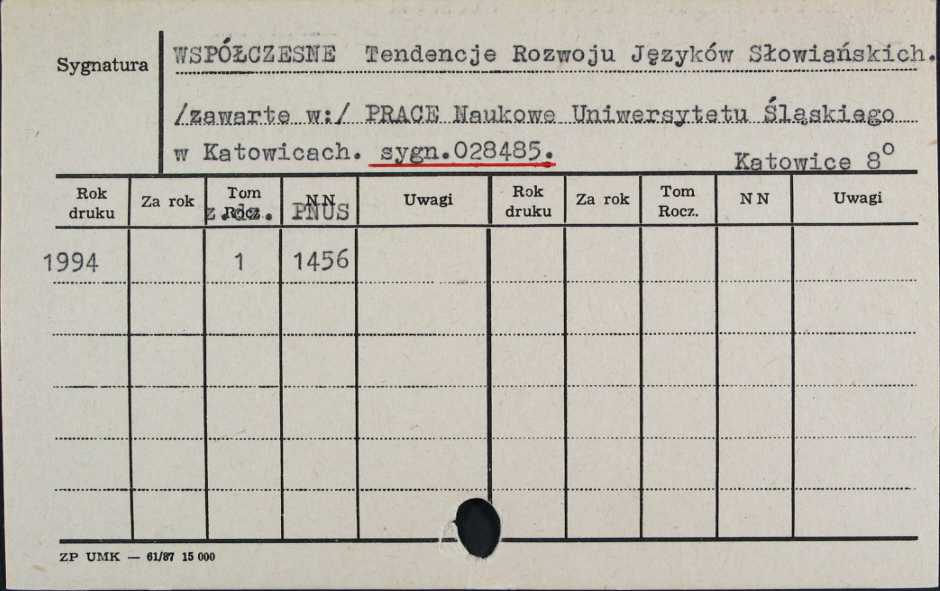 Sygnatura
WSPÓŁCZESNE Tendencje Rozwoju Języków Słowiańskich.
/zawarte w:/ PRACE Naukowe Uniwersytetu Śląskiego
w Katowicach. sygn.028485.
Katowice 8°
Rok druku Za rok Tom Rocz. NN Uwagi Rok druku Za rok Tom Rocz. NN Uwagi
PNUS
1994 1 1456
ZP UMK — 61/87 15 000